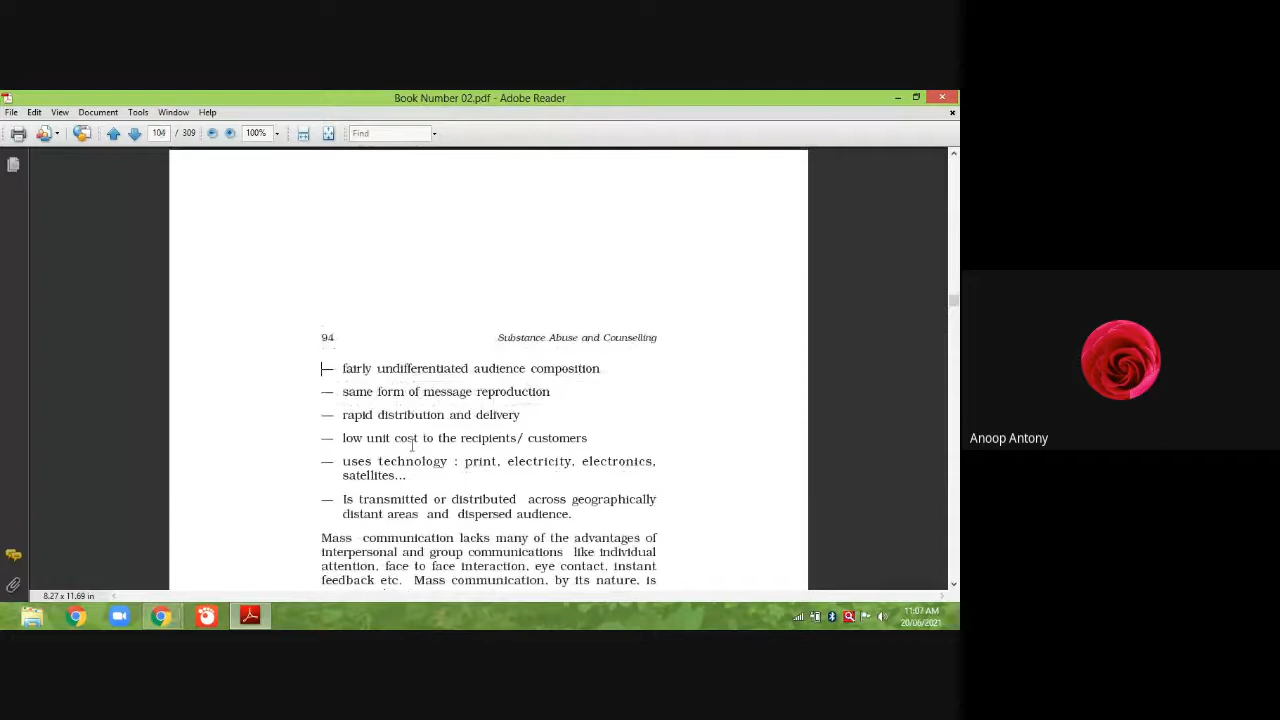 Book Number 02.pdf - Adobe Reader
File Edit View Document Tools Window Help
104 / 309 100% Find
94 Substance Abuse and Counselling
— fairly undifferentiated audience composition
— same form of message reproduction
— rapid distribution and delivery
— low unit cost to the recipients/ customers
— uses technology : print, electricity, electronics,
satellites...
— Is transmitted or distributed across geographically
distant areas and dispersed audience.
Mass communication lacks many of the advantages of
interpersonal and group communications like individual
attention, face to face interaction, eye contact, instant
feedback etc. Mass communication, by its nature, is
8.27 x 11.69 in
11:07 AM
20/06/2021
Anoop Antony